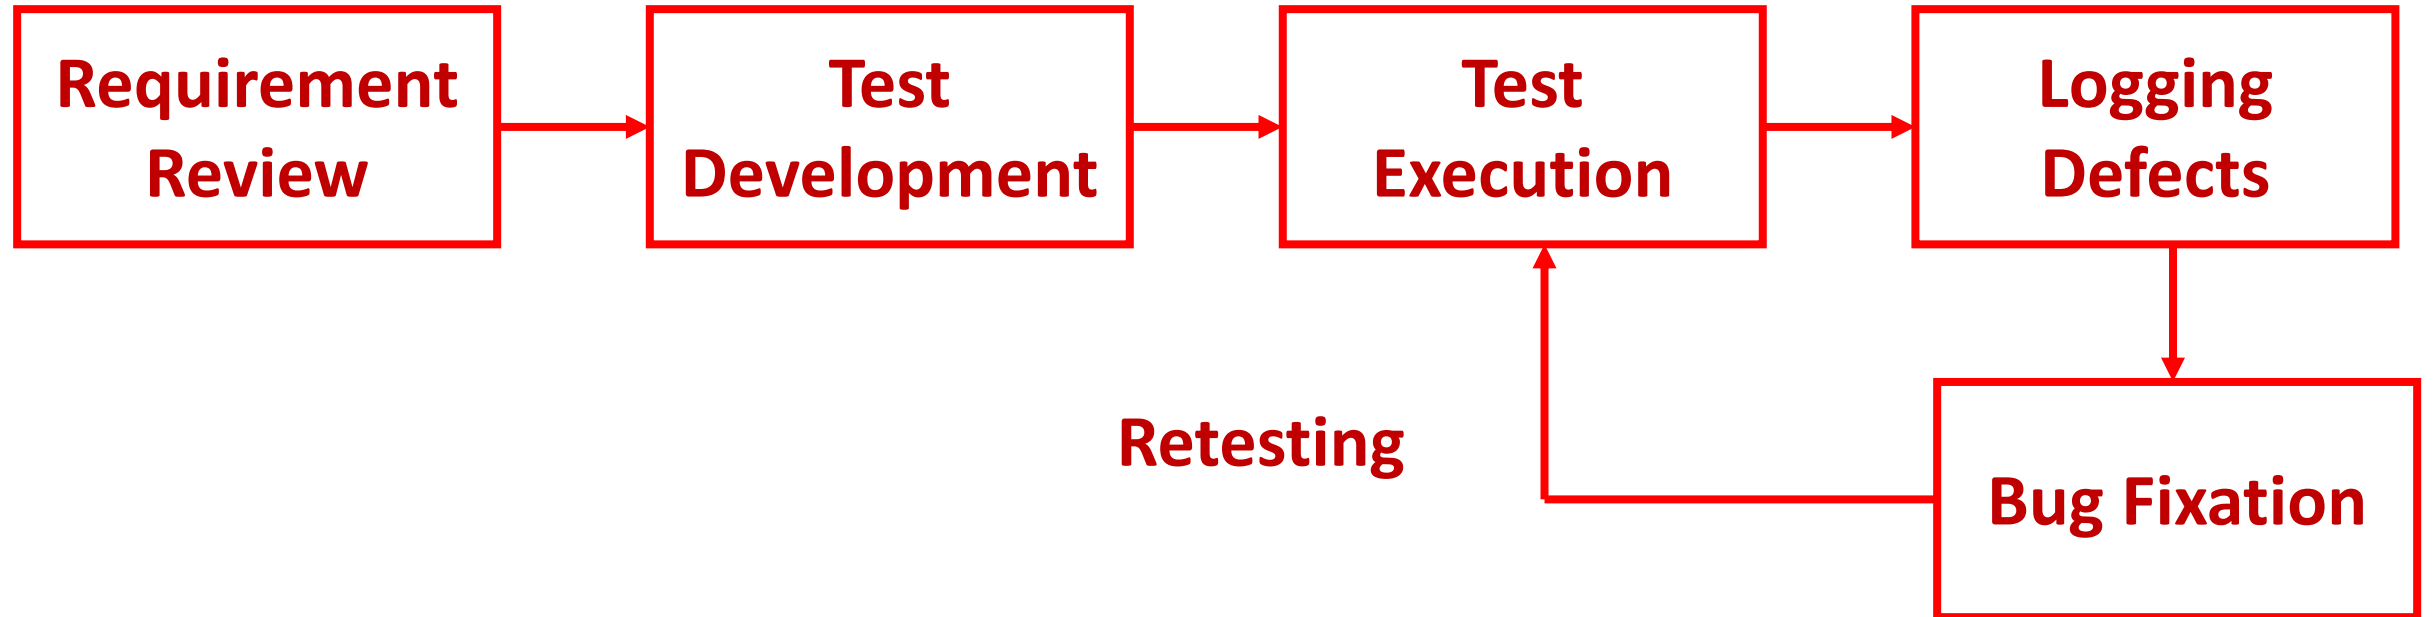 Requirement
Review
Test
Development
Test
Execution
Logging
Defects
Retesting
Bug Fixation